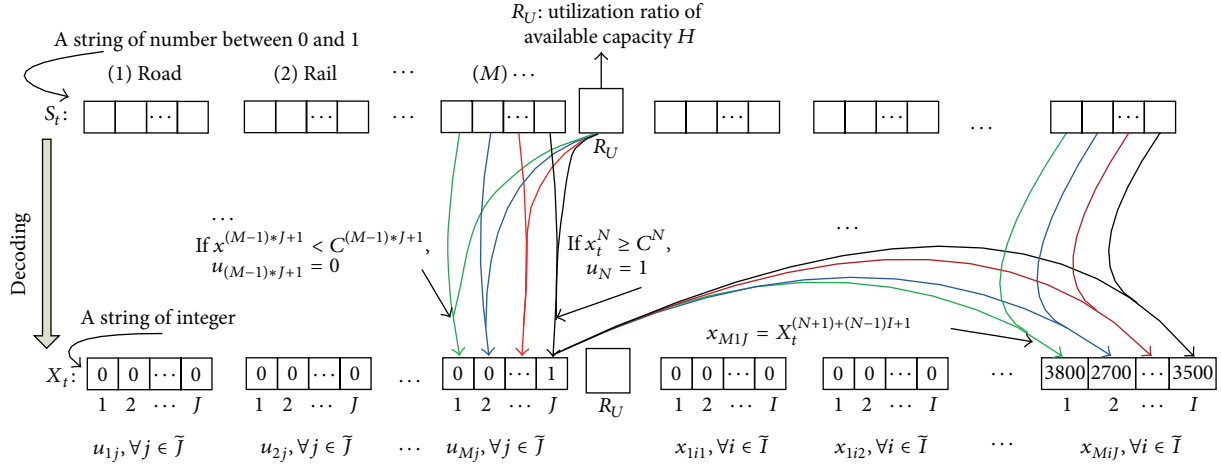 R_U: utilization ratio of
available capacity H
A string of number between 0 and 1
(1) Road (2) Rail ... (M) ...
S_t: ... ... ... ... ... ... ... ...
R_U
Decoding
...
If x^{(M−1)*J+1} < C^{(M−1)*J+1},
u_{(M−1)*J+1} = 0
If x_t^N ≥ C^N,
u_N = 1
...
A string of integer
x_{M1J} = X_t^{(N+1)+(N−1)I+1}
X_t: 0 0 ... 0 0 0 ... 0 ... 0 0 ... 1 0 0 ... 0 0 0 ... 0 ... 3800 2700 ... 3500
1 2 ... J 1 2 ... J 1 2 ... J R_U 1 2 ... I 1 2 ... I 1 2 ... I
u_{1j}, ∀j ∈ J̃ u_{2j}, ∀j ∈ J̃ ... u_{Mj}, ∀j ∈ J̃ x_{1i1}, ∀i ∈ Ĩ x_{1i2}, ∀i ∈ Ĩ ... x_{MiJ}, ∀i ∈ Ĩ